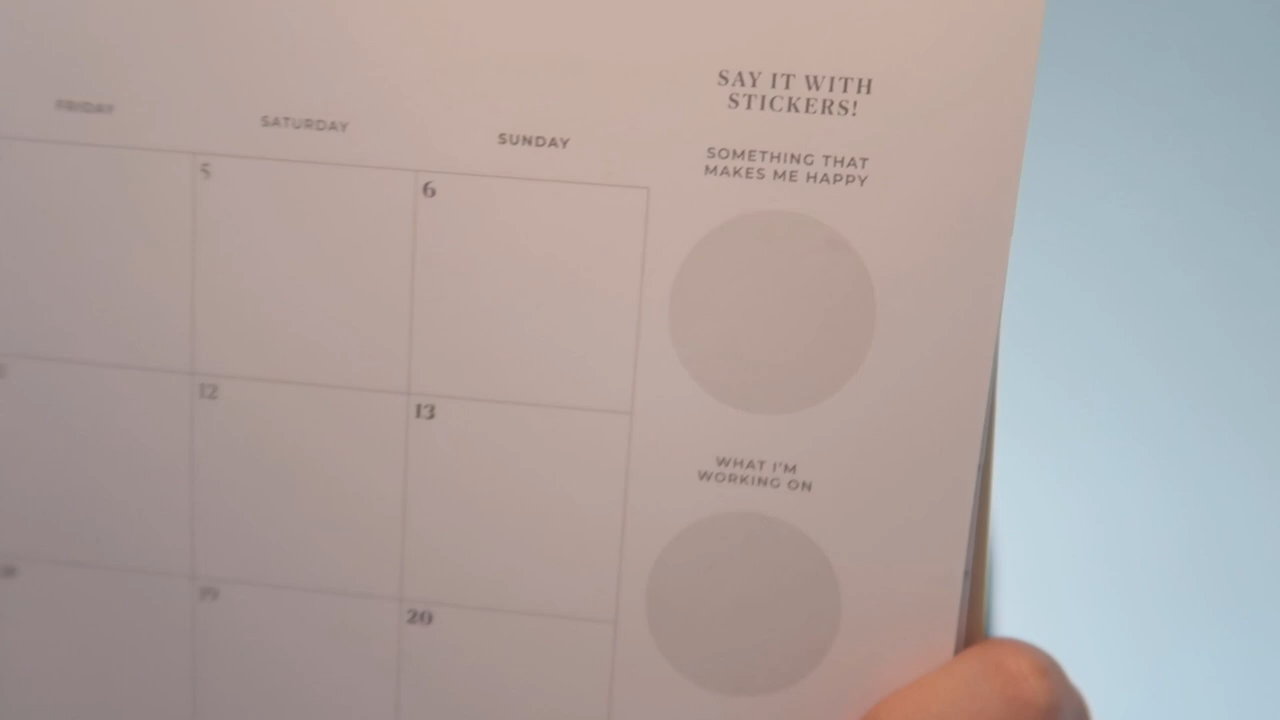 SAY IT WITH
STICKERS!
FRIDAY
SATURDAY
SUNDAY
SOMETHING THAT
MAKES ME HAPPY
5
6
12
13
WHAT I'M
WORKING ON
19
20